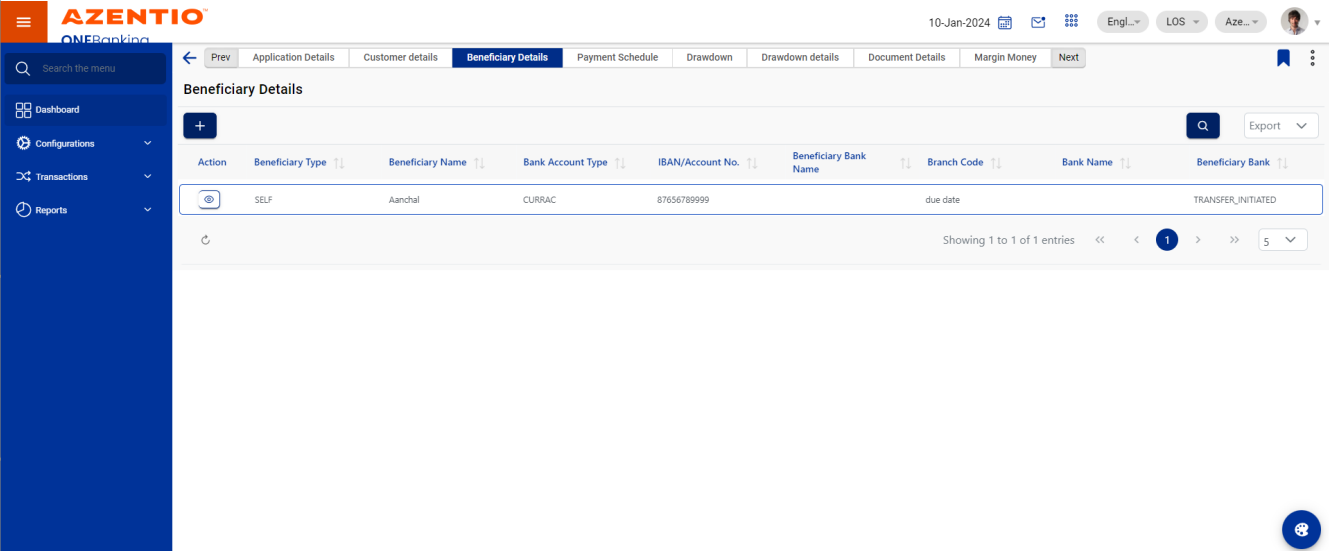 AZENTIO
ONEBanking
10-Jan-2024
Engl...
LOS
Aze...
Search the menu
Dashboard
Configurations
Transactions
Reports
Prev
Application Details
Customer details
Beneficiary Details
Payment Schedule
Drawdown
Drawdown details
Document Details
Margin Money
Next
Beneficiary Details
+
Export
Action
Beneficiary Type
Beneficiary Name
Bank Account Type
IBAN/Account No.
Beneficiary Bank
Name
Branch Code
Bank Name
Beneficiary Bank
SELF
Aanchal
CURRAC
87656789999
due date
TRANSFER_INITIATED
Showing 1 to 1 of 1 entries
1
5